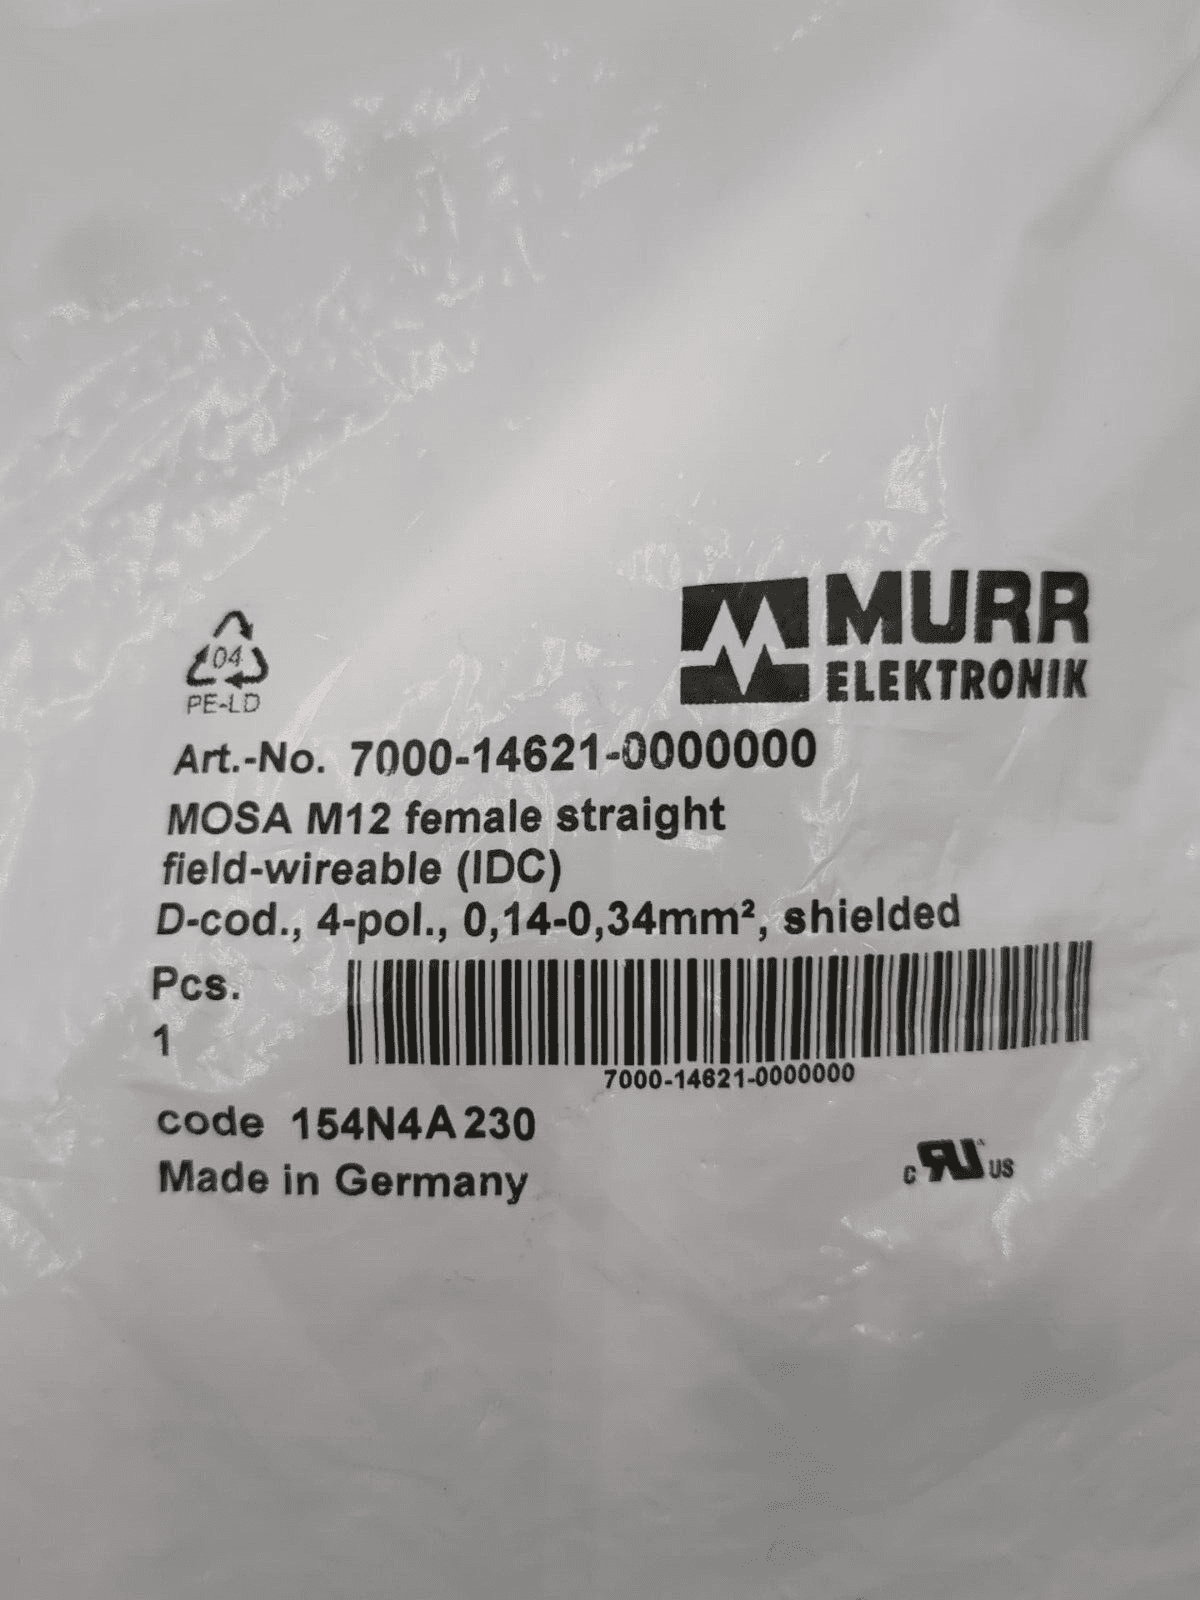 MURR
ELEKTRONIK
04
PE-LD
Art.-No. 7000-14621-0000000
MOSA M12 female straight
field-wireable (IDC)
D-cod., 4-pol., 0,14-0,34mm², shielded
Pcs.
1
7000-14621-0000000
code 154N4A230
Made in Germany
c RU US